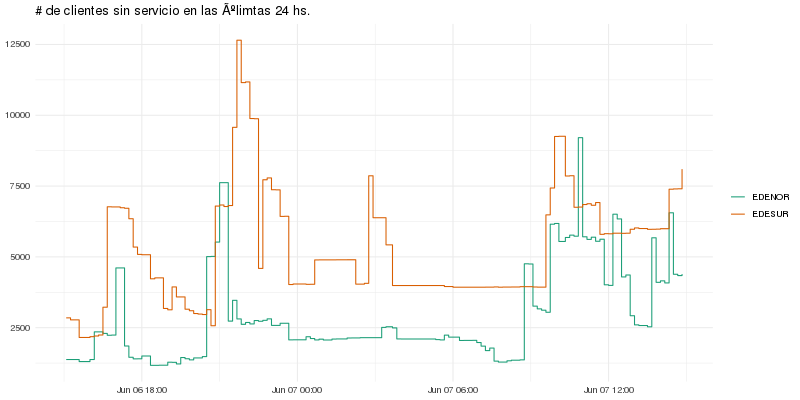 # de clientes sin servicio en las Ãºlimtas 24 hs.
12500
10000
7500
5000
2500
Jun 06 18:00
Jun 07 00:00
Jun 07 06:00
Jun 07 12:00
EDENOR
EDESUR